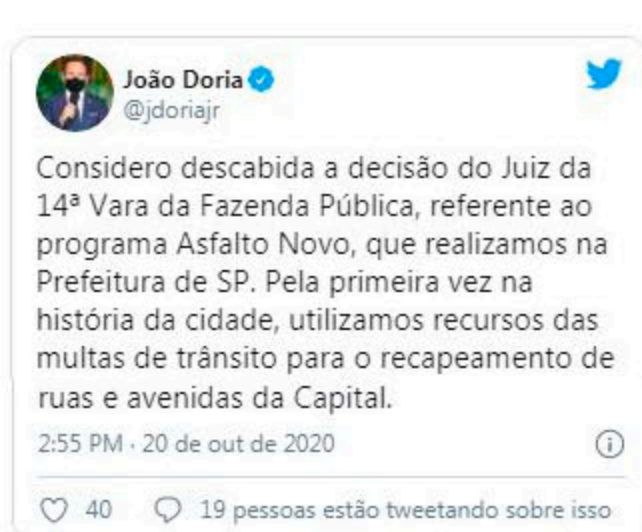 João Doria
@jdoriajr
Considero descabida a decisão do Juiz da
14ª Vara da Fazenda Pública, referente ao
programa Asfalto Novo, que realizamos na
Prefeitura de SP. Pela primeira vez na
história da cidade, utilizamos recursos das
multas de trânsito para o recapeamento de
ruas e avenidas da Capital.
2:55 PM · 20 de out de 2020
40 19 pessoas estão tweetando sobre isso